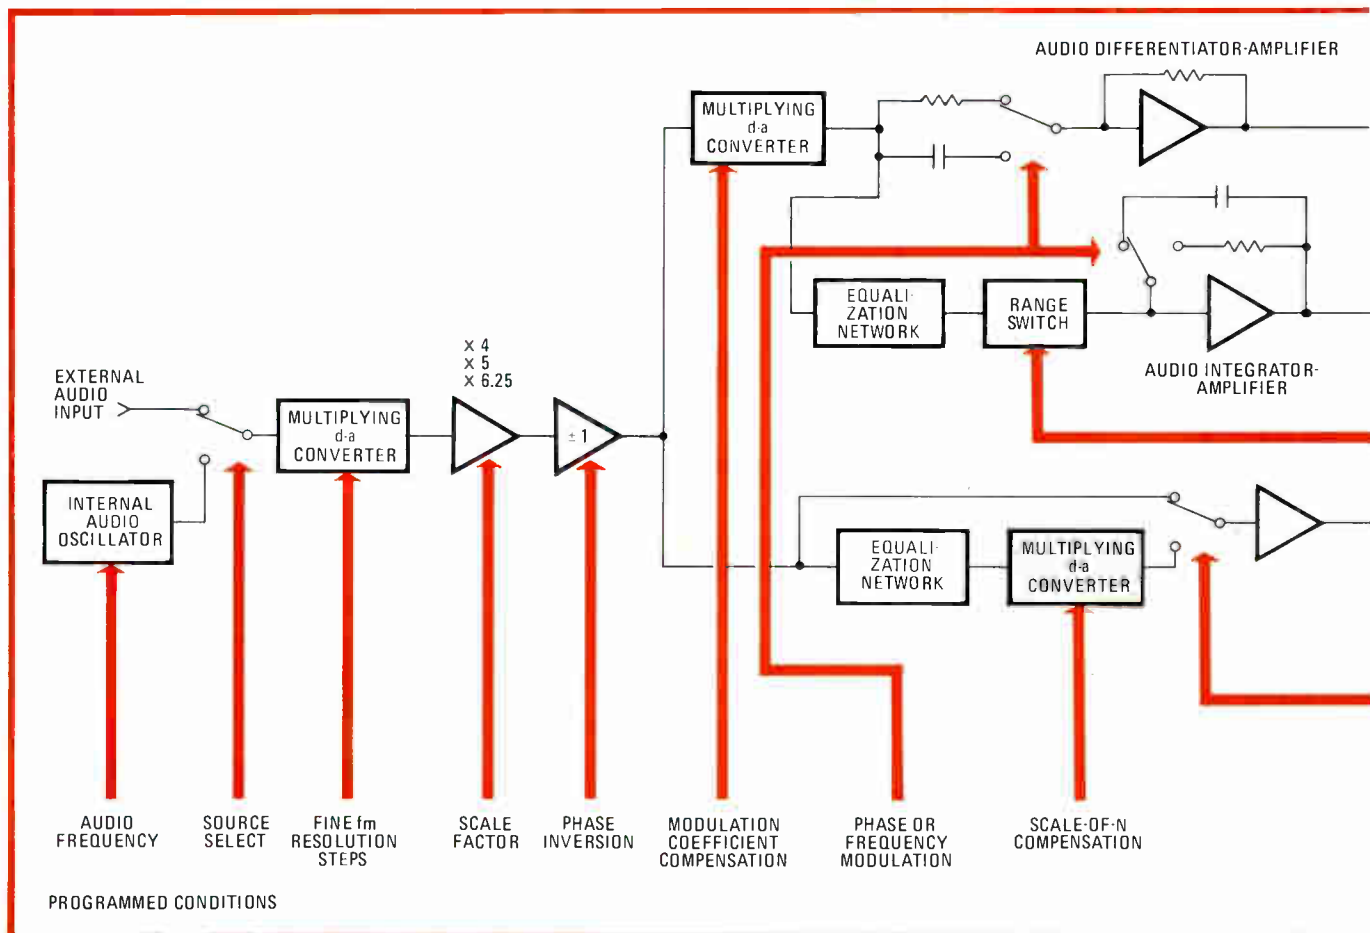 AUDIO DIFFERENTIATOR-AMPLIFIER
MULTIPLYING
d-a
CONVERTER
EQUALI-
ZATION
NETWORK
RANGE
SWITCH
AUDIO INTEGRATOR-
AMPLIFIER
X 4
X 5
X 6.25
EXTERNAL
AUDIO
INPUT
MULTIPLYING
d-a
CONVERTER
± 1
INTERNAL
AUDIO
OSCILLATOR
EQUALI-
ZATION
NETWORK
MULTIPLYING
d-a
CONVERTER
AUDIO
FREQUENCY
SOURCE
SELECT
FINE fm
RESOLUTION
STEPS
SCALE
FACTOR
PHASE
INVERSION
MODULATION
COEFFICIENT
COMPENSATION
PHASE OR
FREQUENCY
MODULATION
SCALE-OF-N
COMPENSATION
PROGRAMMED CONDITIONS